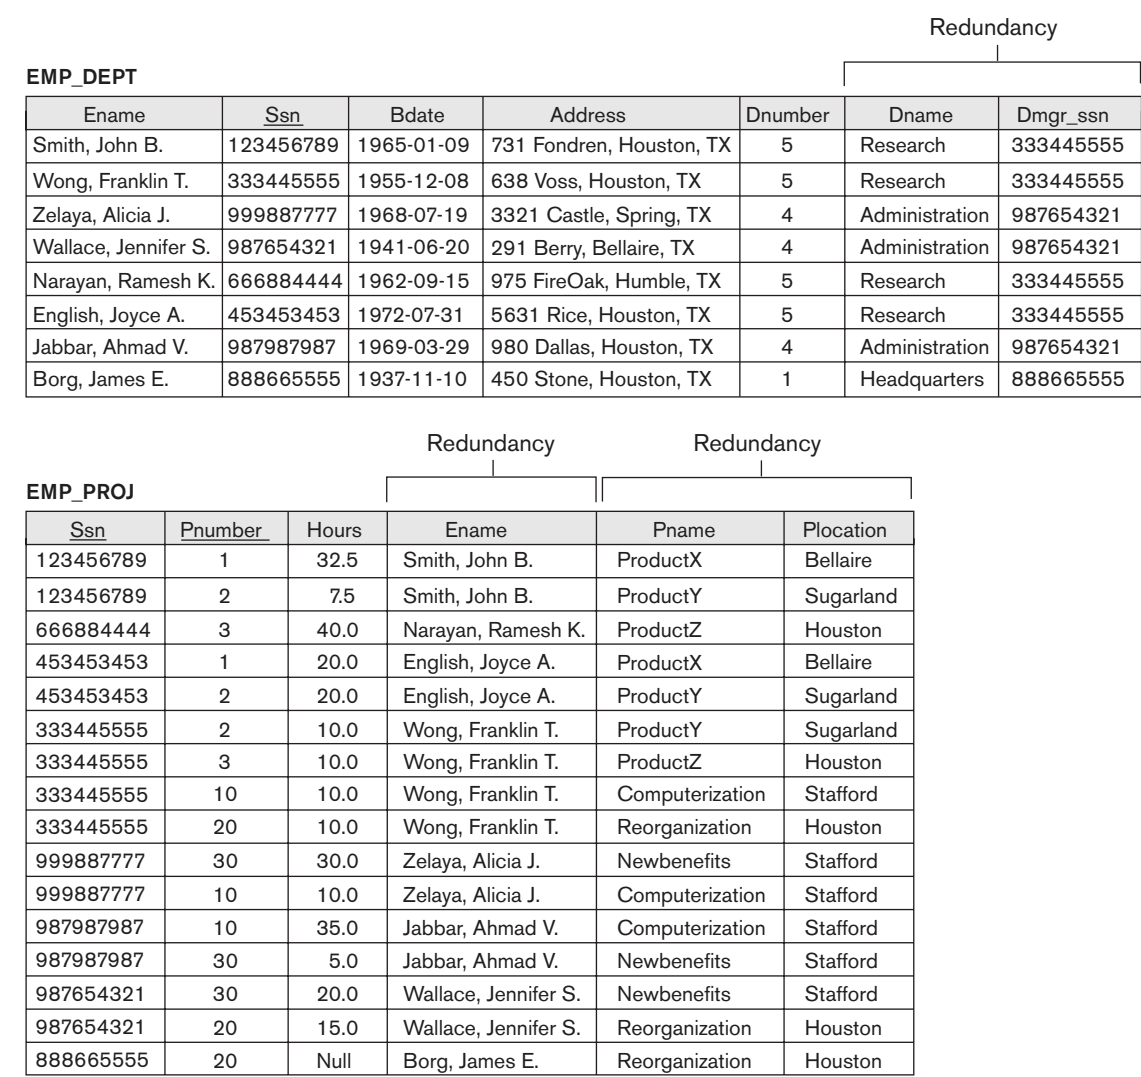 Redundancy
EMP_DEPT
Ename Ssn Bdate Address Dnumber Dname Dmgr_ssn
Smith, John B. 123456789 1965-01-09 731 Fondren, Houston, TX 5 Research 333445555
Wong, Franklin T. 333445555 1955-12-08 638 Voss, Houston, TX 5 Research 333445555
Zelaya, Alicia J. 999887777 1968-07-19 3321 Castle, Spring, TX 4 Administration 987654321
Wallace, Jennifer S. 987654321 1941-06-20 291 Berry, Bellaire, TX 4 Administration 987654321
Narayan, Ramesh K. 666884444 1962-09-15 975 FireOak, Humble, TX 5 Research 333445555
English, Joyce A. 453453453 1972-07-31 5631 Rice, Houston, TX 5 Research 333445555
Jabbar, Ahmad V. 987987987 1969-03-29 980 Dallas, Houston, TX 4 Administration 987654321
Borg, James E. 888665555 1937-11-10 450 Stone, Houston, TX 1 Headquarters 888665555
Redundancy Redundancy
EMP_PROJ
Ssn Pnumber Hours Ename Pname Plocation
123456789 1 32.5 Smith, John B. ProductX Bellaire
123456789 2 7.5 Smith, John B. ProductY Sugarland
666884444 3 40.0 Narayan, Ramesh K. ProductZ Houston
453453453 1 20.0 English, Joyce A. ProductX Bellaire
453453453 2 20.0 English, Joyce A. ProductY Sugarland
333445555 2 10.0 Wong, Franklin T. ProductY Sugarland
333445555 3 10.0 Wong, Franklin T. ProductZ Houston
333445555 10 10.0 Wong, Franklin T. Computerization Stafford
333445555 20 10.0 Wong, Franklin T. Reorganization Houston
999887777 30 30.0 Zelaya, Alicia J. Newbenefits Stafford
999887777 10 10.0 Zelaya, Alicia J. Computerization Stafford
987987987 10 35.0 Jabbar, Ahmad V. Computerization Stafford
987987987 30 5.0 Jabbar, Ahmad V. Newbenefits Stafford
987654321 30 20.0 Wallace, Jennifer S. Newbenefits Stafford
987654321 20 15.0 Wallace, Jennifer S. Reorganization Houston
888665555 20 Null Borg, James E. Reorganization Houston